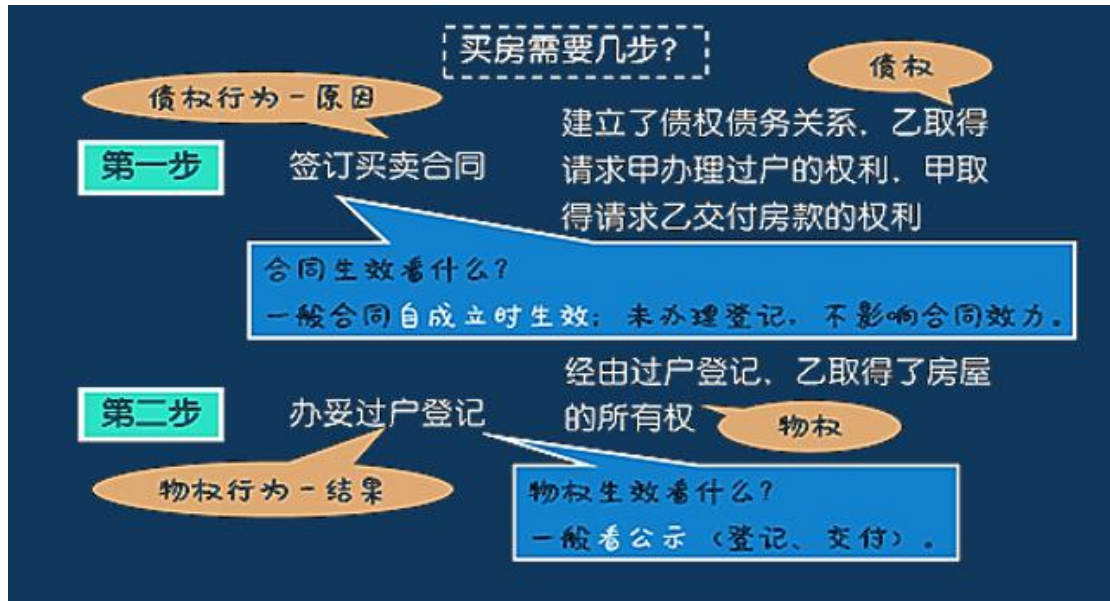 买房需要几步?
债权
债权行为-原因
第一步
签订买卖合同
建立了债权债务关系,乙取得
请求甲办理过户的权利,甲取
得请求乙交付房款的权利
合同生效看什么?
一般合同自成立时生效;未办理登记,不影响合同效力。
第二步
办妥过户登记
经由过户登记,乙取得了房屋
的所有权
物权
物权行为-结果
物权生效看什么?
一般看公示(登记、交付)。